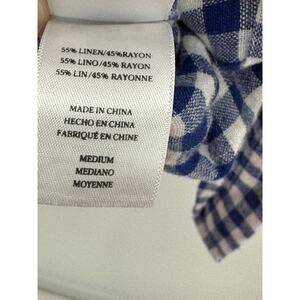 55% LINEN/45%RAYON
55% LINO/45% RAYON
55% LIN/45% RAYONNE
MADE IN CHINA
HECHO EN CHINA
FABRIQUÉ EN CHINE
MEDIUM
MEDIANO
MOYENNE